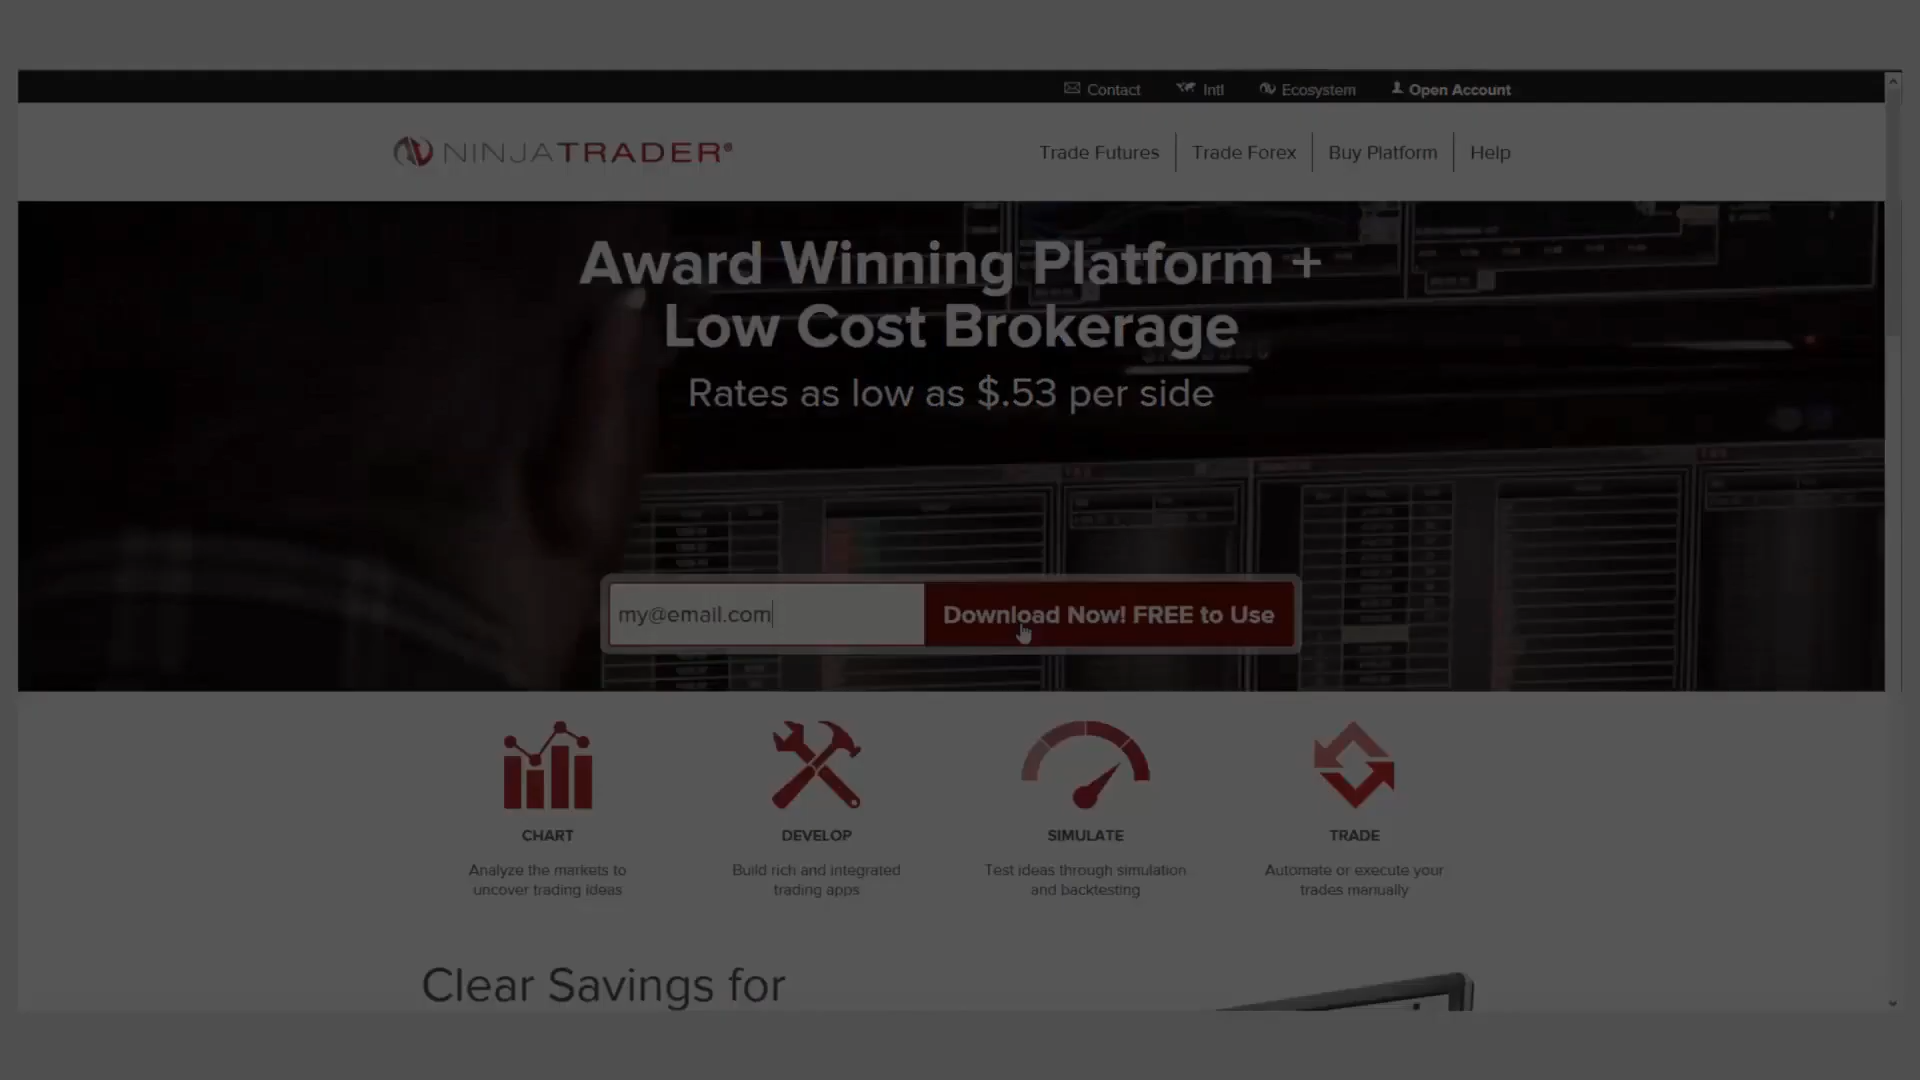 Contact Intl Ecosystem Open Account
NINJATRADER®
Trade Futures Trade Forex Buy Platform Help
Award Winning Platform +
Low Cost Brokerage
Rates as low as $.53 per side
my@email.com Download Now! FREE to Use
CHART
Analyze the markets to
uncover trading ideas
DEVELOP
Build rich and integrated
trading apps
SIMULATE
Test ideas through simulation
and backtesting
TRADE
Automate or execute your
trades manually
Clear Savings for